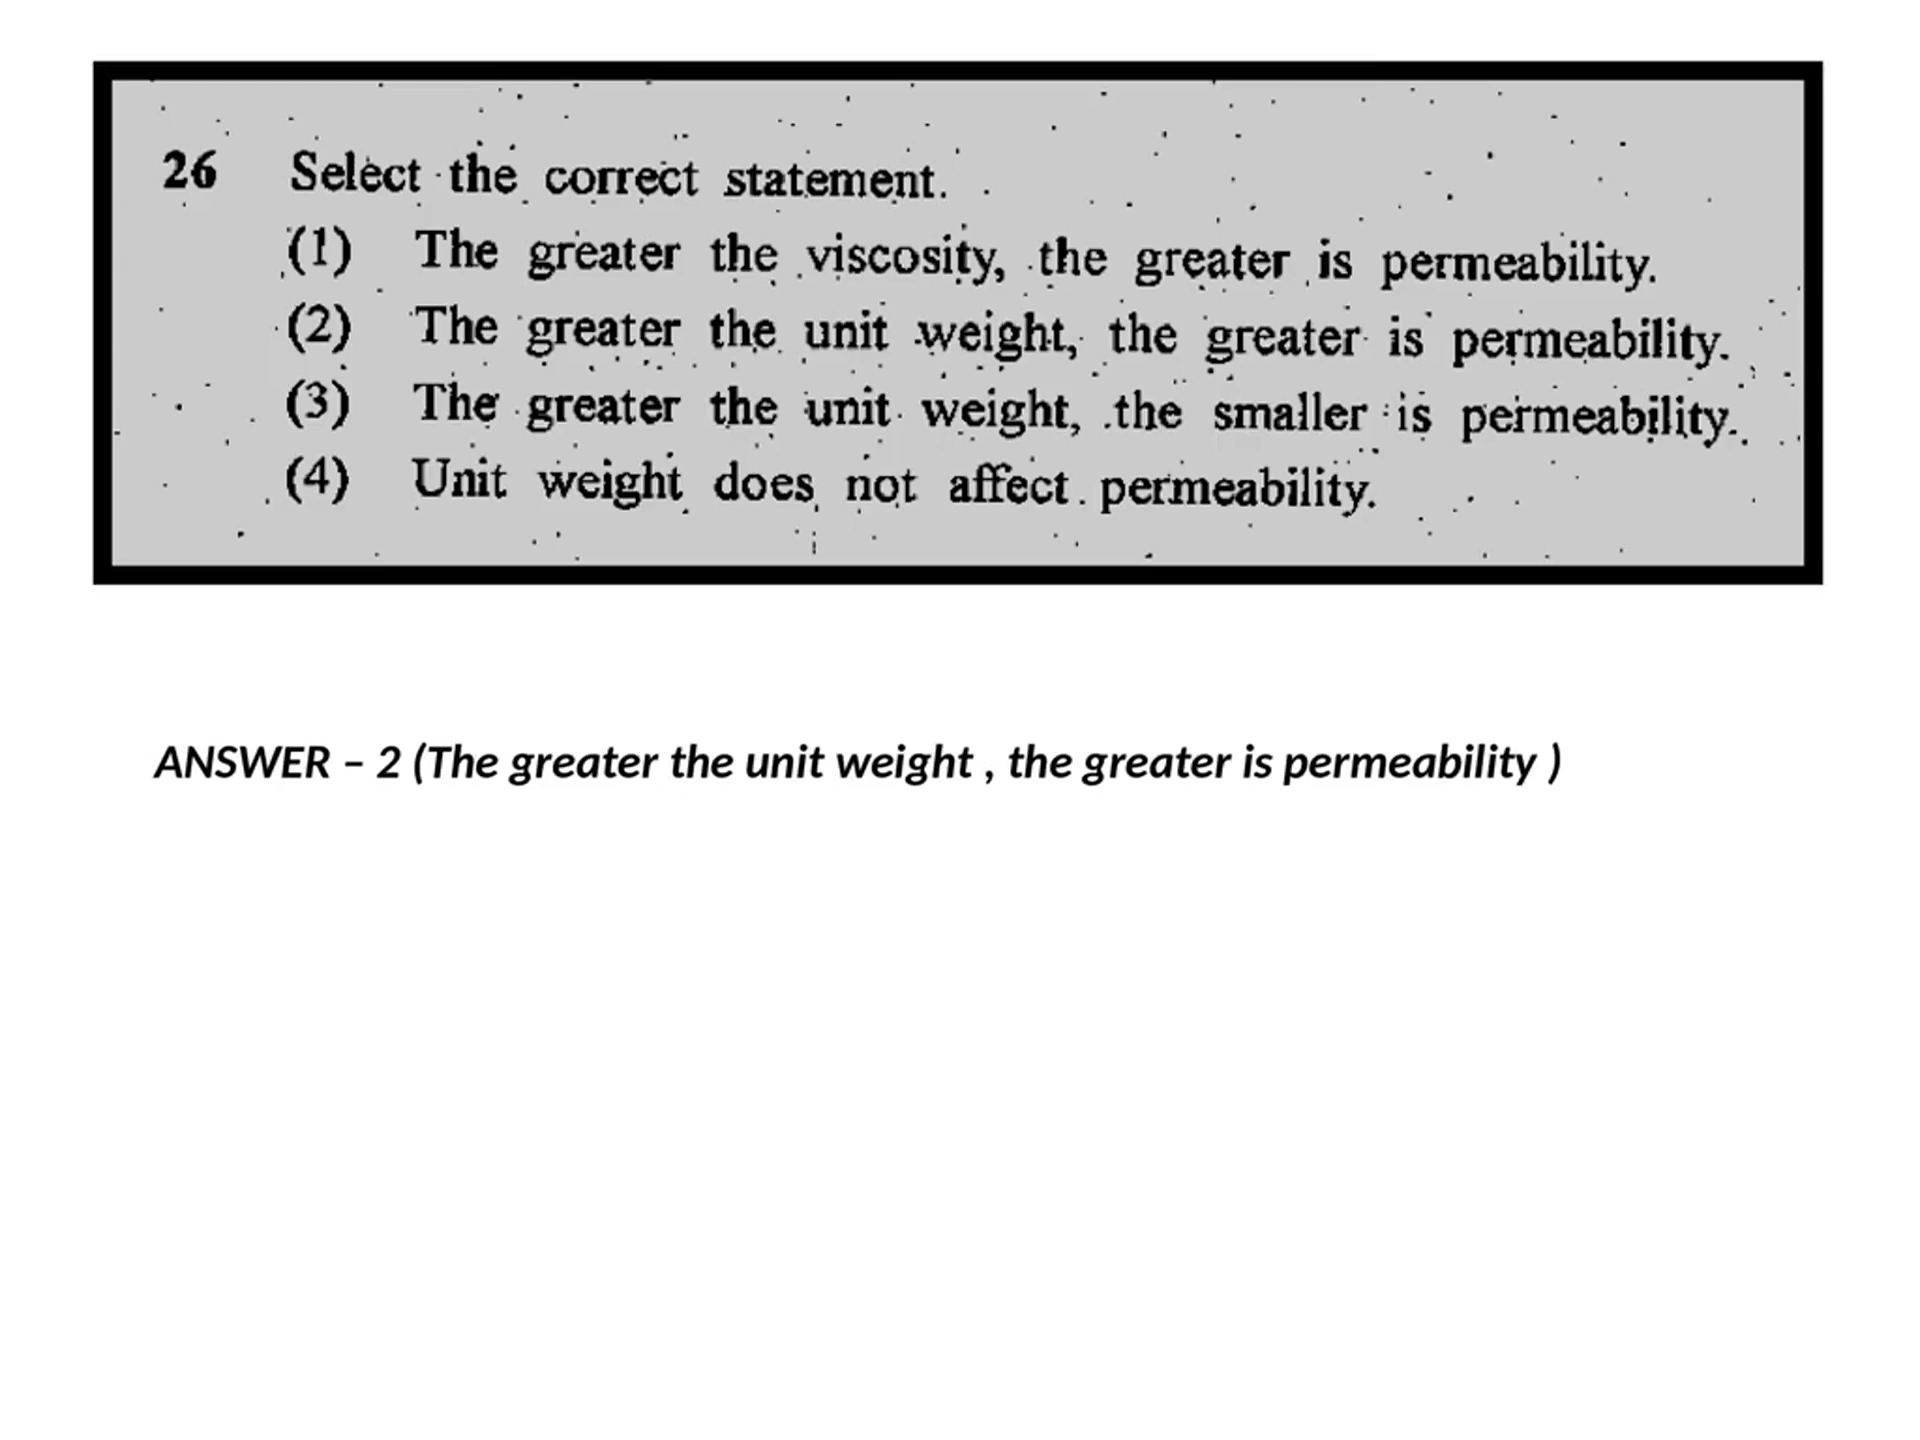 26 Select the correct statement.
(1) The greater the viscosity, the greater is permeability.
(2) The greater the unit weight, the greater is permeability.
(3) The greater the unit weight, the smaller is permeability.
(4) Unit weight does not affect permeability.
ANSWER – 2 (The greater the unit weight , the greater is permeability )